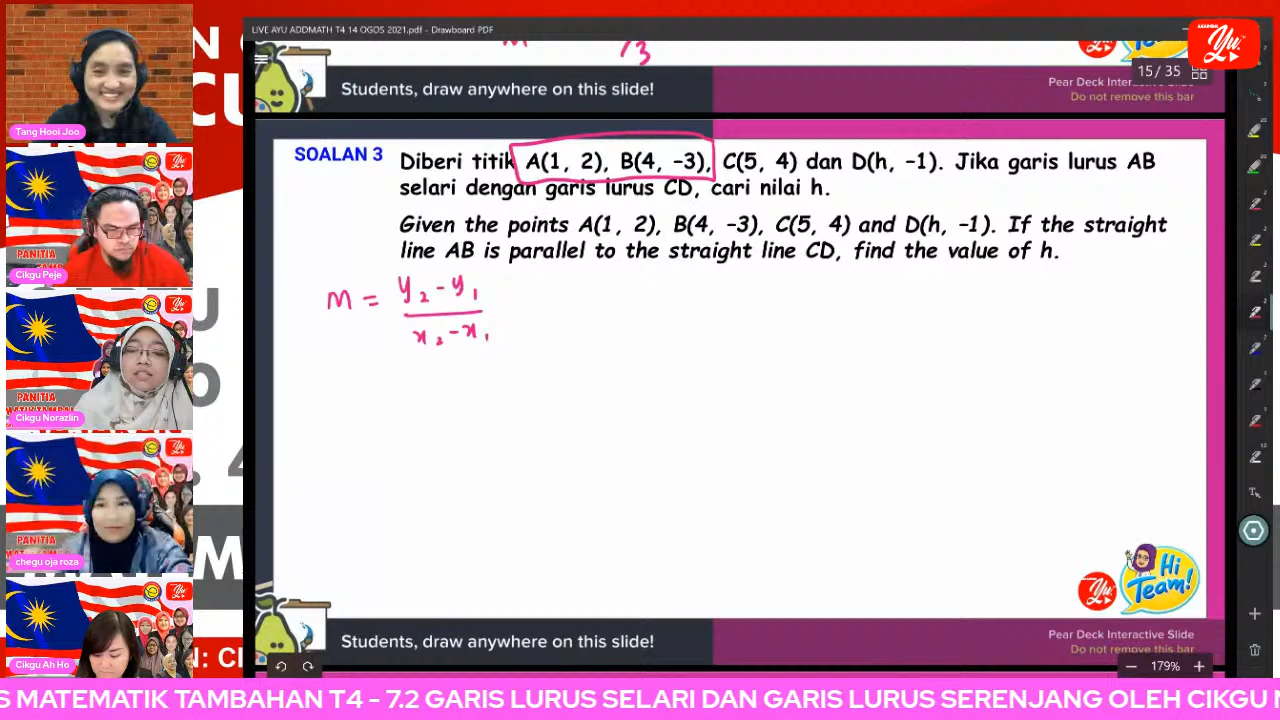 LIVE AYU ADDMATH T4 14 OGOS 2021.pdf - Drawboard PDF
15/35
Students, draw anywhere on this slide!
Pear Deck Interactive Slide
Do not remove this bar
SOALAN 3
Diberi titik A(1, 2), B(4, –3), C(5, 4) dan D(h, –1). Jika garis lurus AB
selari dengan garis lurus CD, cari nilai h.
Given the points A(1, 2), B(4, –3), C(5, 4) and D(h, –1). If the straight
line AB is parallel to the straight line CD, find the value of h.
m = y₂ - y₁
x₂ - x₁
Hi
Team!
Students, draw anywhere on this slide!
Pear Deck Interactive Slide
Do not remove this bar
179%
Tang Hooi Joo
Cikgu Peje
Cikgu Norazlin
chegu oja roza
Cikgu Ah Ho
S MATEMATIK TAMBAHAN T4 - 7.2 GARIS LURUS SELARI DAN GARIS LURUS SERENJANG OLEH CIKGU